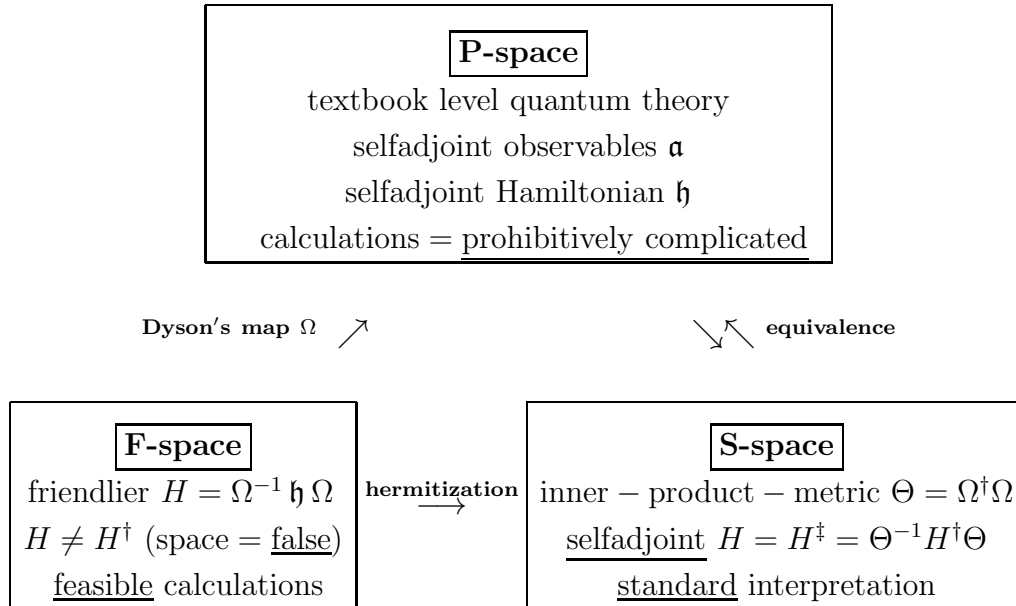 P-space
textbook level quantum theory
selfadjoint observables 𝔞
selfadjoint Hamiltonian 𝔥
calculations = prohibitively complicated
Dyson′s map Ω ↗ ↘↖ equivalence
F-space
friendlier H = Ω⁻¹ 𝔥 Ω
H ≠ H† (space = false)
feasible calculations
hermitization
⟶
S-space
inner − product − metric Θ = Ω†Ω
selfadjoint H = H‡ = Θ⁻¹H†Θ
standard interpretation